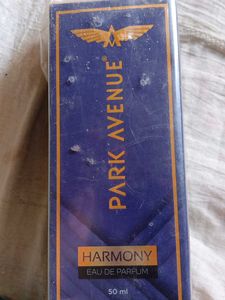 PARK AVENUE®
HARMONY
EAU DE PARFUM
50 ml